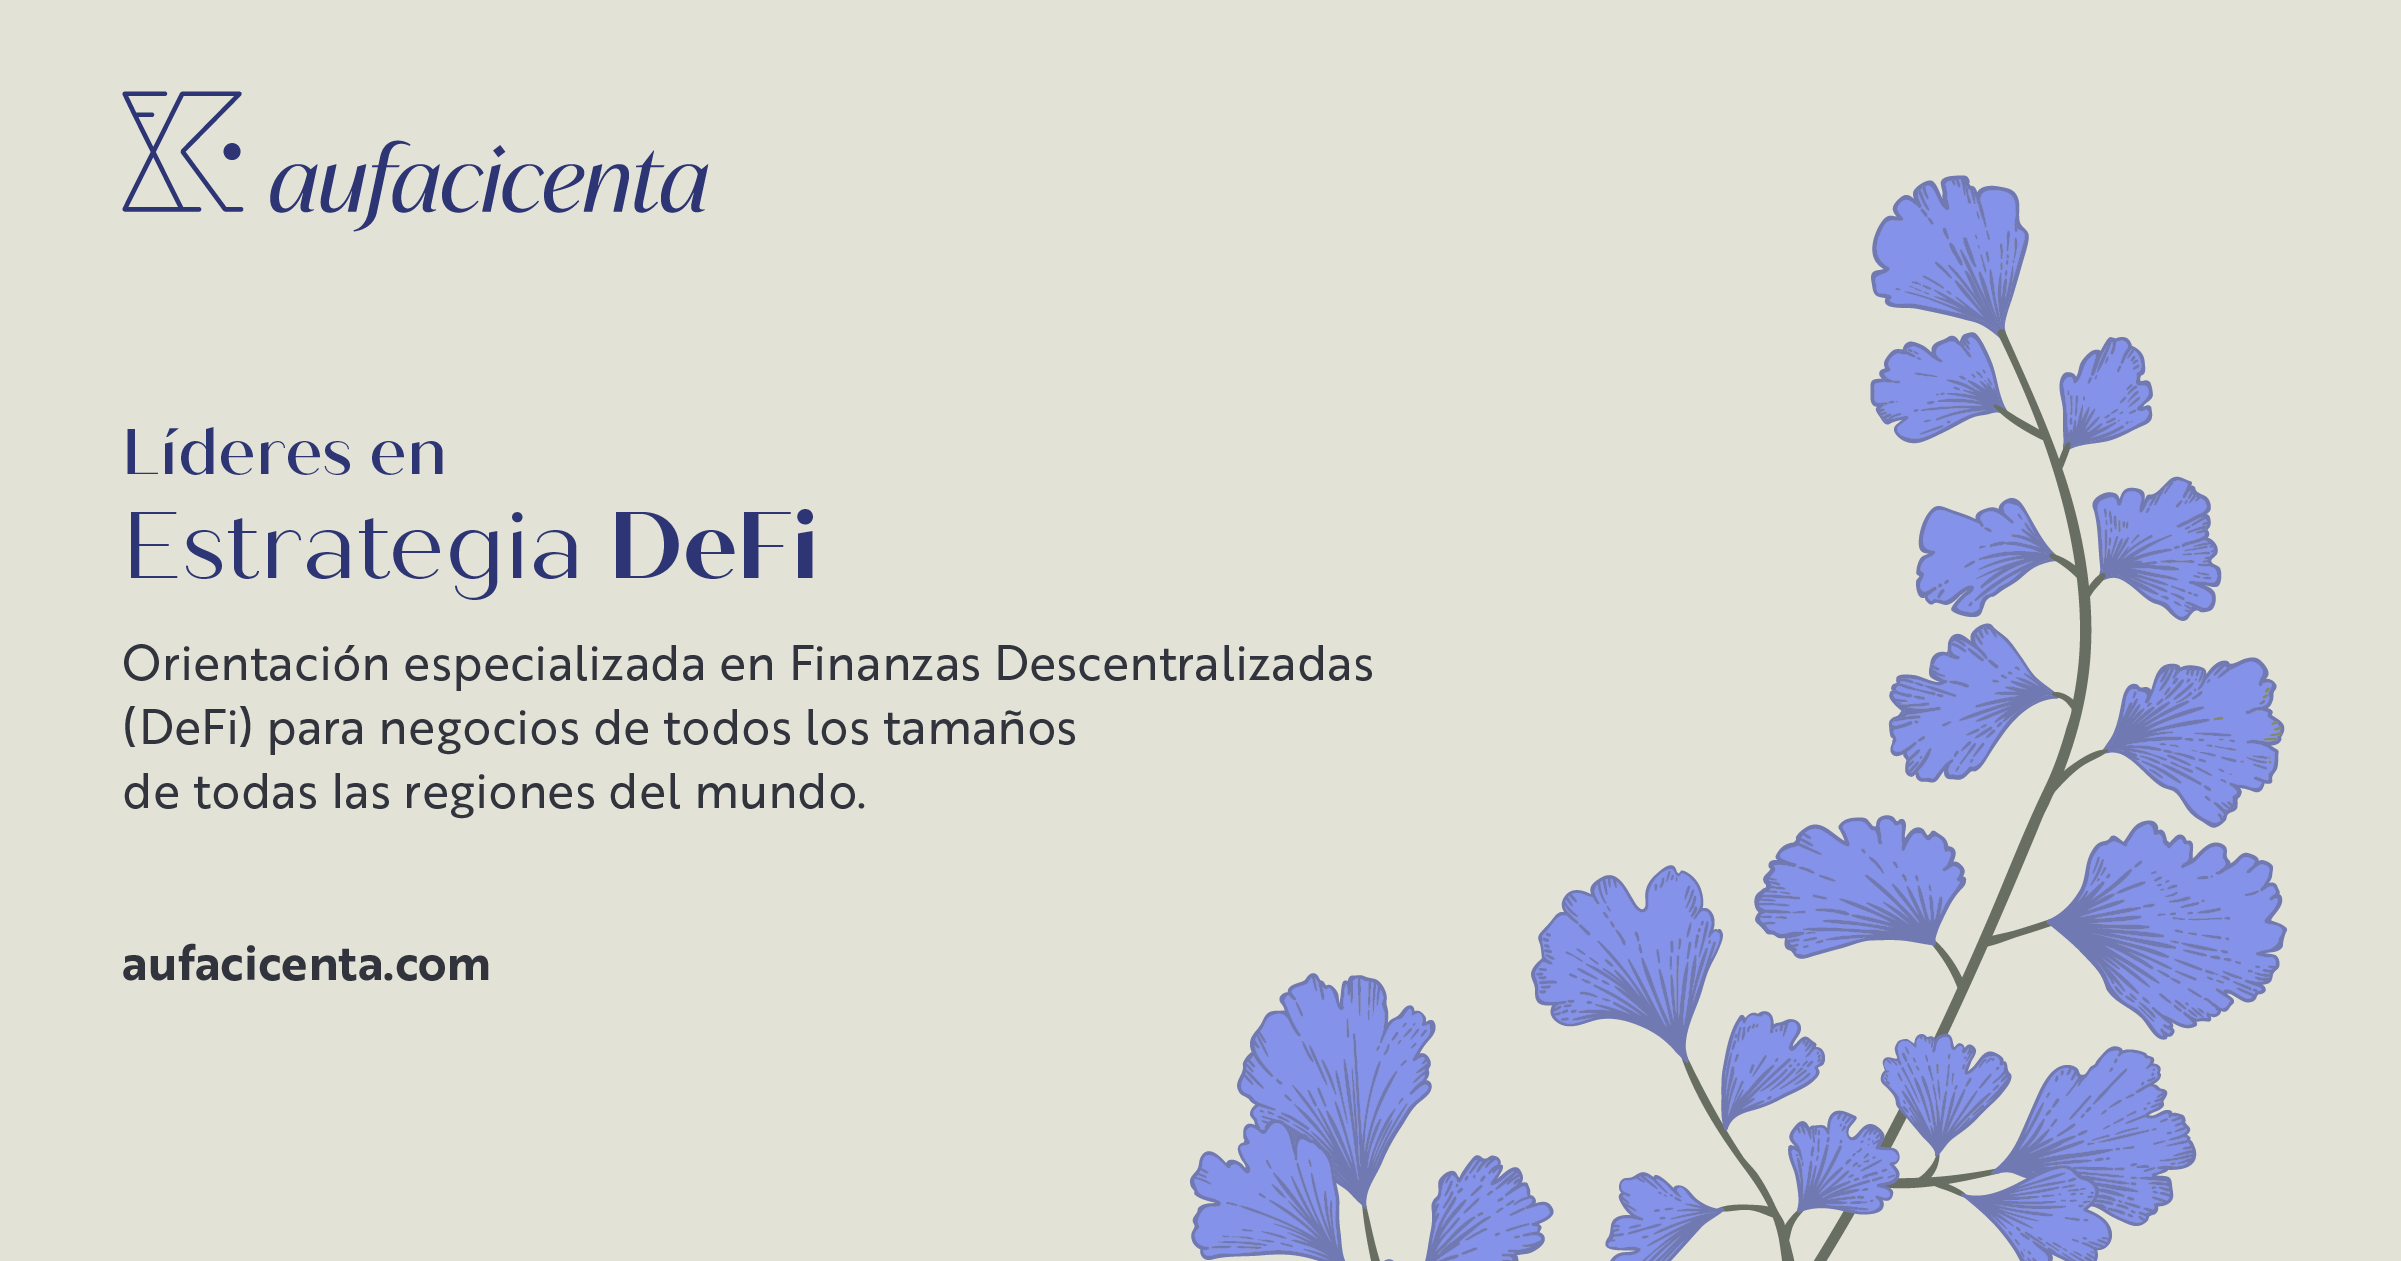 aufacicenta
Líderes en
Estrategia DeFi
Orientación especializada en Finanzas Descentralizadas
(DeFi) para negocios de todos los tamaños
de todas las regiones del mundo.
aufacicenta.com